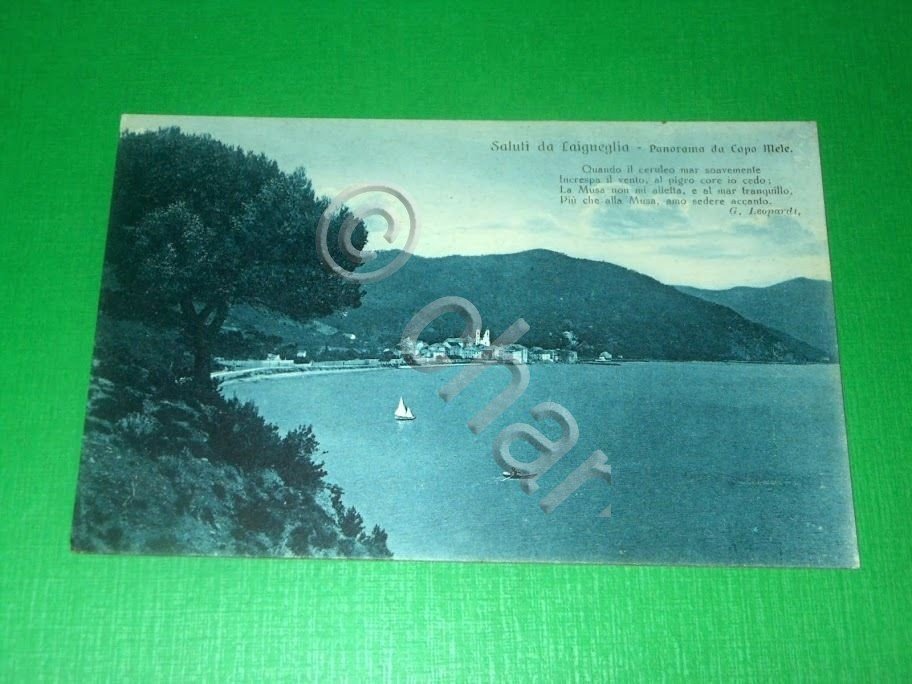 Saluti da Laigueglia - Panorama da Capo Mele.
Quando il ceruleo mar soavemente
Increspa il vento, al pigro core io cedo;
La Musa non mi alletta, e al mar tranquillo,
Più che alla Musa, amo sedere accanto.
G. Leopardi.
© ohar